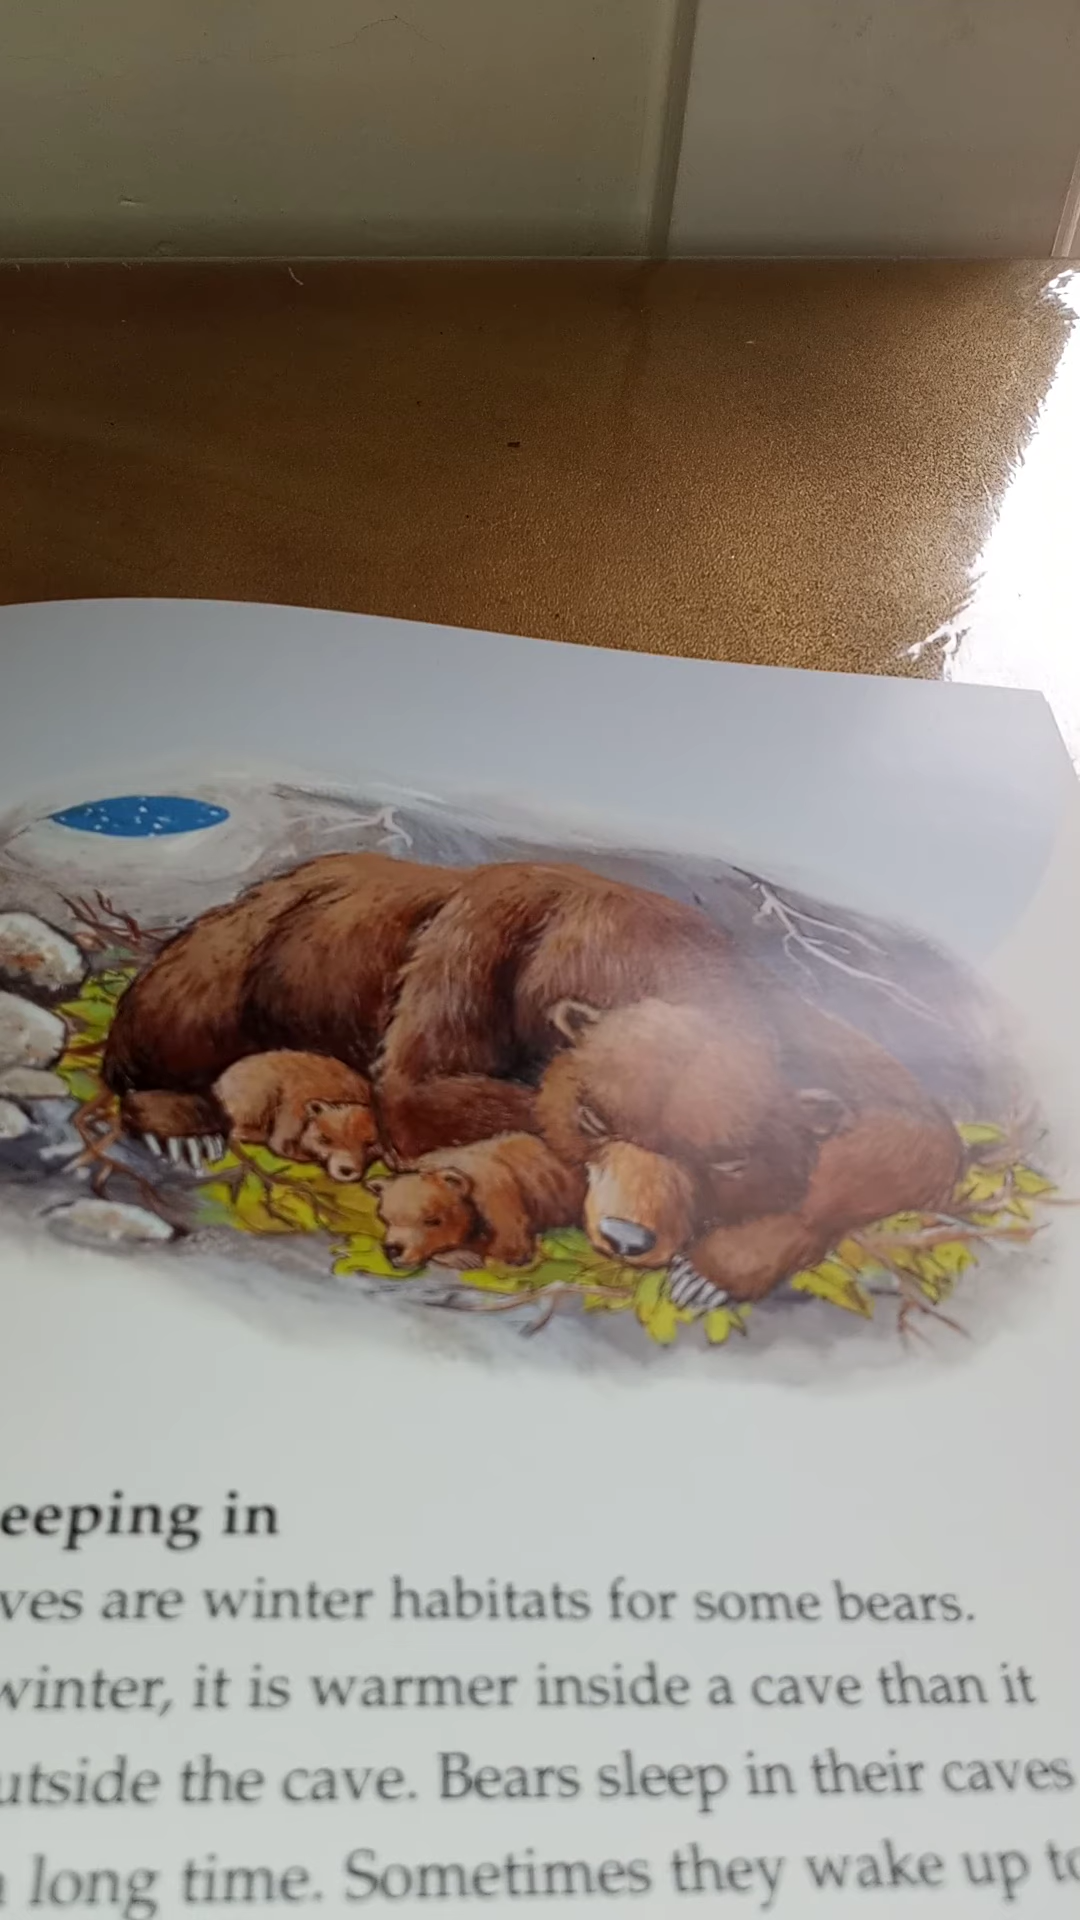 eeping in
ves are winter habitats for some bears.
winter, it is warmer inside a cave than it
utside the cave. Bears sleep in their caves
long time. Sometimes they wake up to